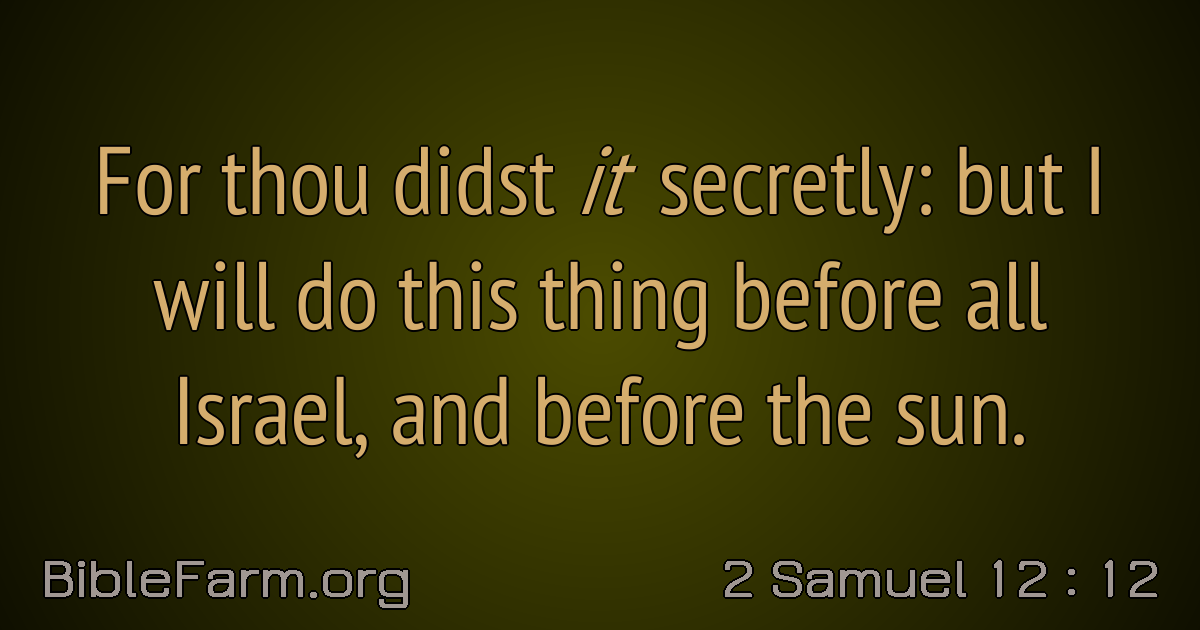 For thou didst it secretly: but I
will do this thing before all
Israel, and before the sun.
BibleFarm.org
2 Samuel 12 : 12